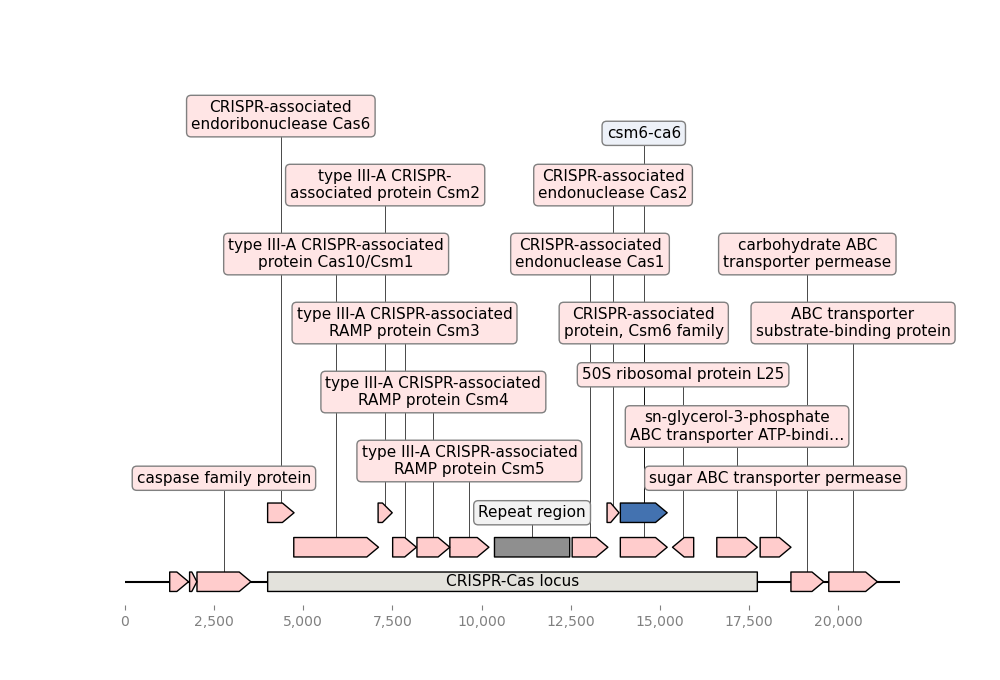 CRISPR-associated
endoribonuclease Cas6
csm6-ca6
type III-A CRISPR-
associated protein Csm2
CRISPR-associated
endonuclease Cas2
type III-A CRISPR-associated
protein Cas10/Csm1
CRISPR-associated
endonuclease Cas1
carbohydrate ABC
transporter permease
type III-A CRISPR-associated
RAMP protein Csm3
CRISPR-associated
protein, Csm6 family
ABC transporter
substrate-binding protein
50S ribosomal protein L25
type III-A CRISPR-associated
RAMP protein Csm4
sn-glycerol-3-phosphate
ABC transporter ATP-bindi...
type III-A CRISPR-associated
RAMP protein Csm5
caspase family protein
sugar ABC transporter permease
Repeat region
CRISPR-Cas locus
0 2,500 5,000 7,500 10,000 12,500 15,000 17,500 20,000